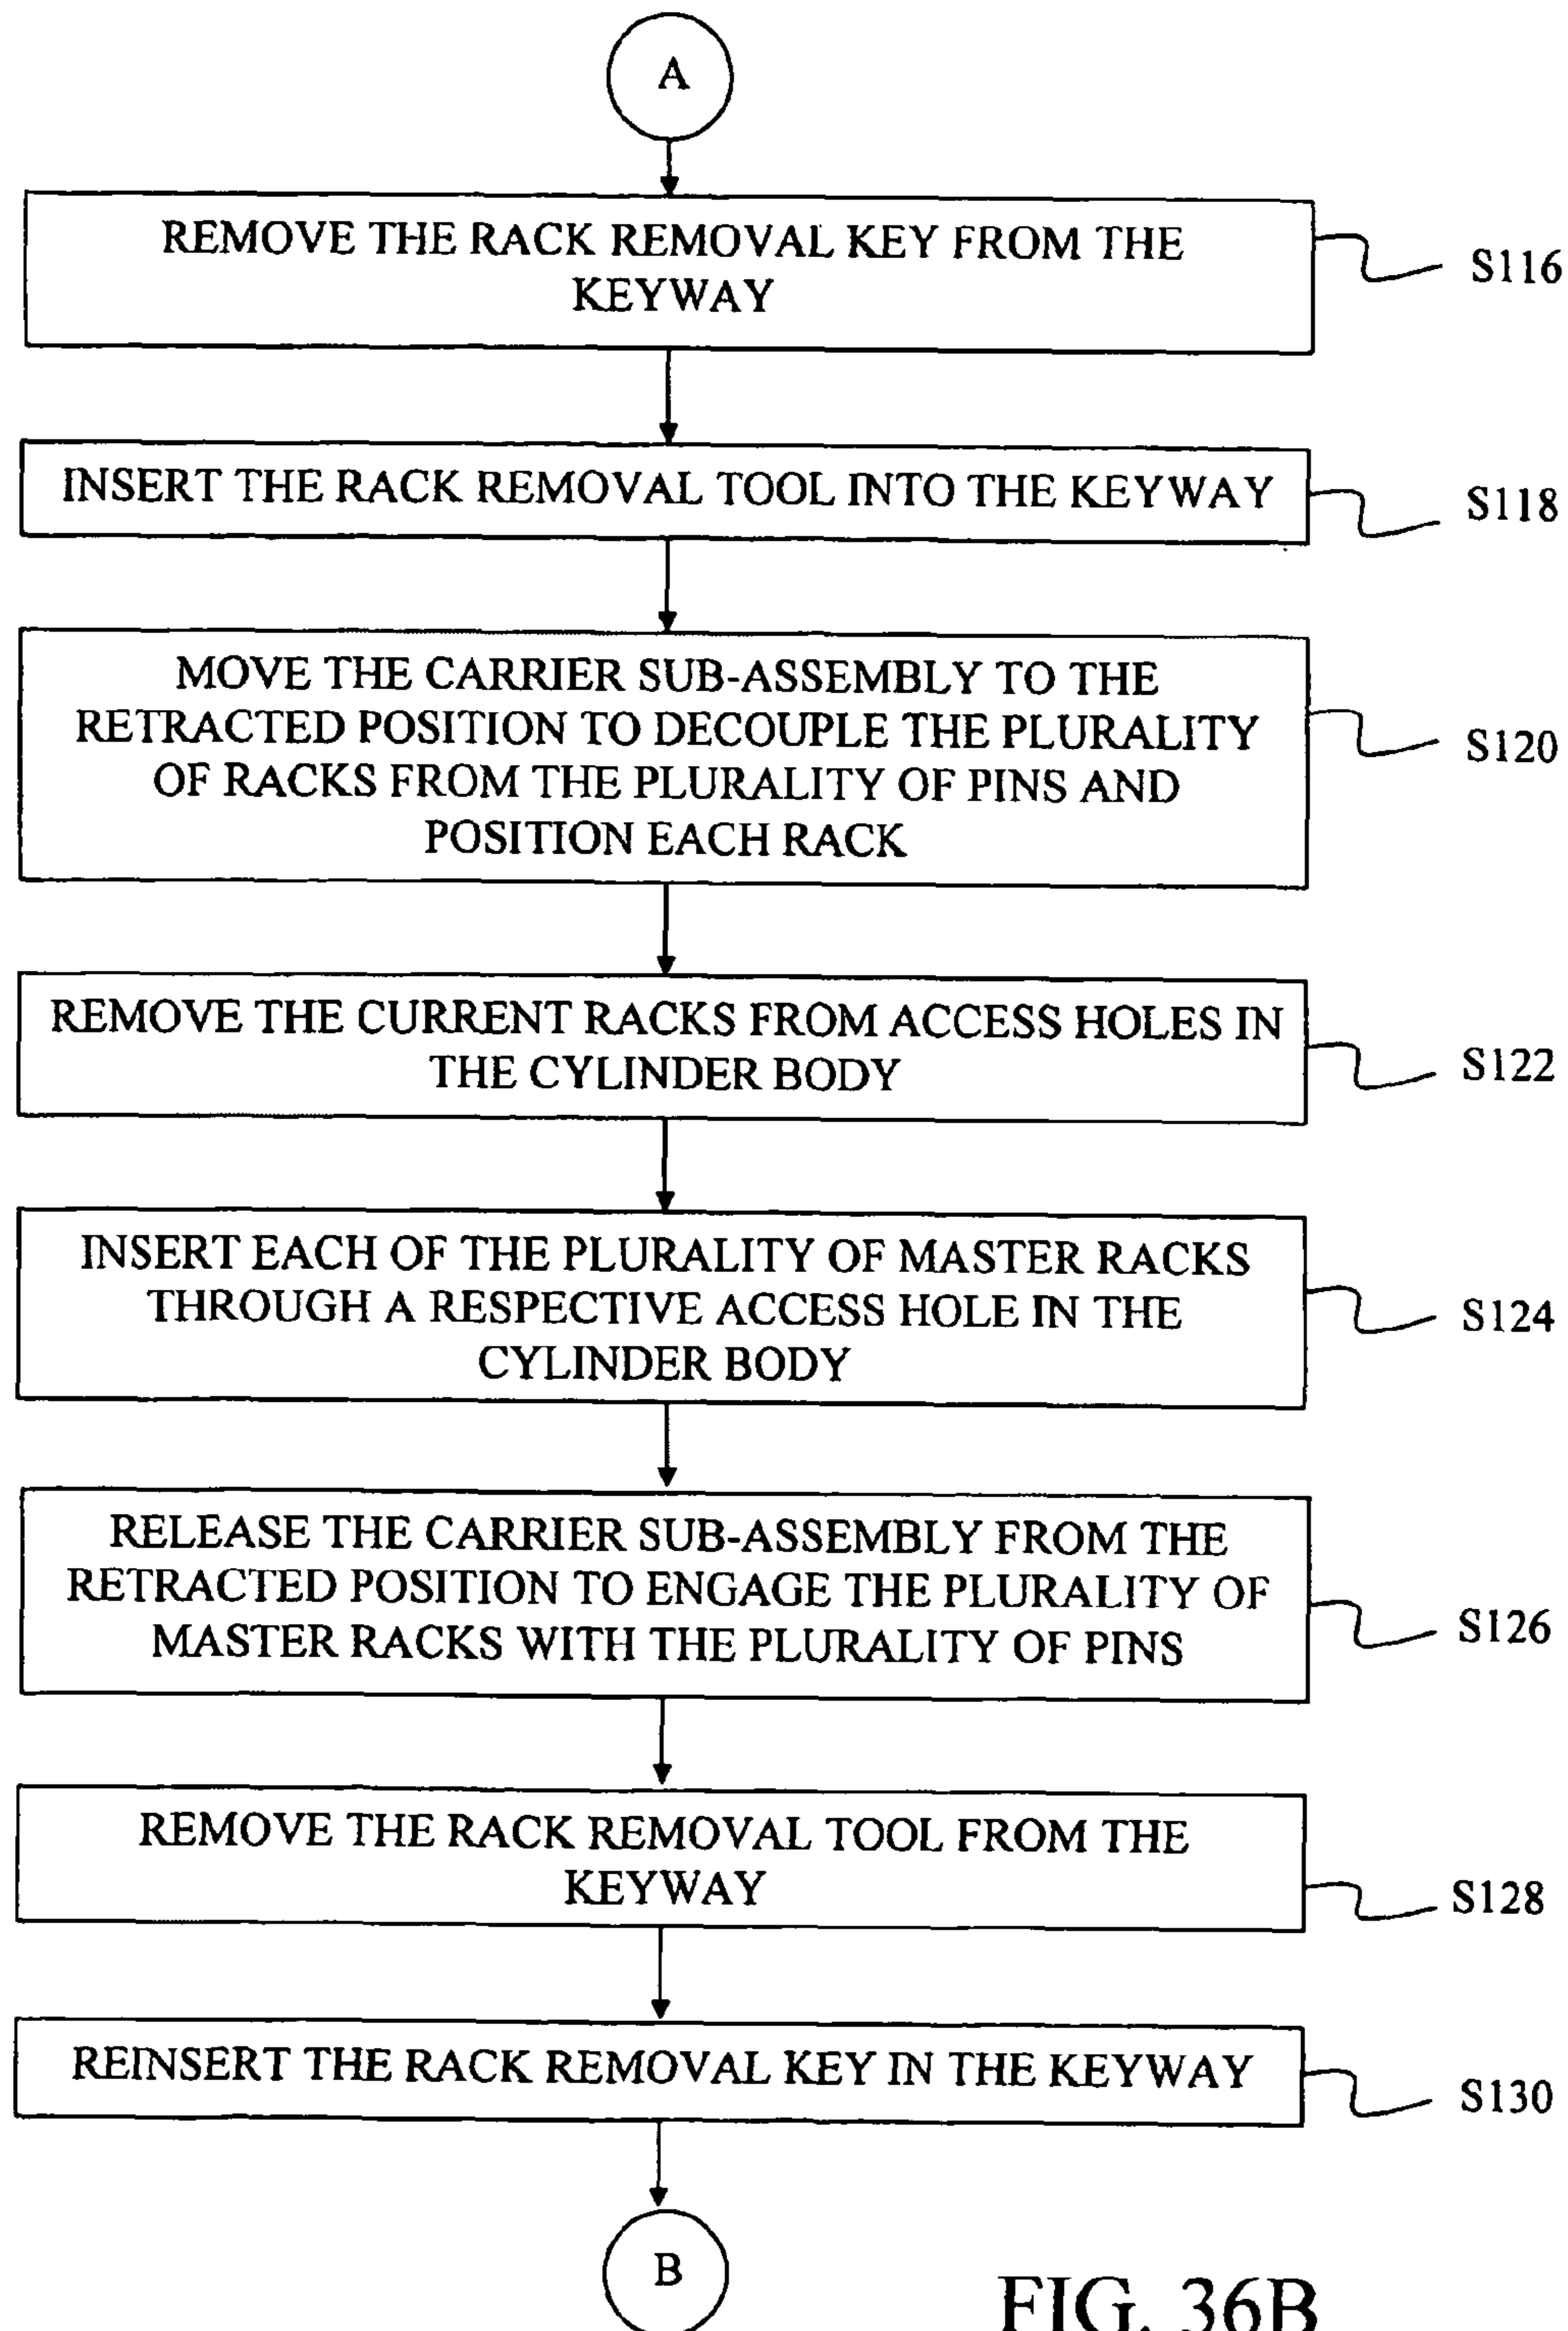 A
REMOVE THE RACK REMOVAL KEY FROM THE
KEYWAY
S116
INSERT THE RACK REMOVAL TOOL INTO THE KEYWAY
S118
MOVE THE CARRIER SUB-ASSEMBLY TO THE
RETRACTED POSITION TO DECOUPLE THE PLURALITY
OF RACKS FROM THE PLURALITY OF PINS AND
POSITION EACH RACK
S120
REMOVE THE CURRENT RACKS FROM ACCESS HOLES IN
THE CYLINDER BODY
S122
INSERT EACH OF THE PLURALITY OF MASTER RACKS
THROUGH A RESPECTIVE ACCESS HOLE IN THE
CYLINDER BODY
S124
RELEASE THE CARRIER SUB-ASSEMBLY FROM THE
RETRACTED POSITION TO ENGAGE THE PLURALITY OF
MASTER RACKS WITH THE PLURALITY OF PINS
S126
REMOVE THE RACK REMOVAL TOOL FROM THE
KEYWAY
S128
REINSERT THE RACK REMOVAL KEY IN THE KEYWAY
S130
B
FIG. 36B